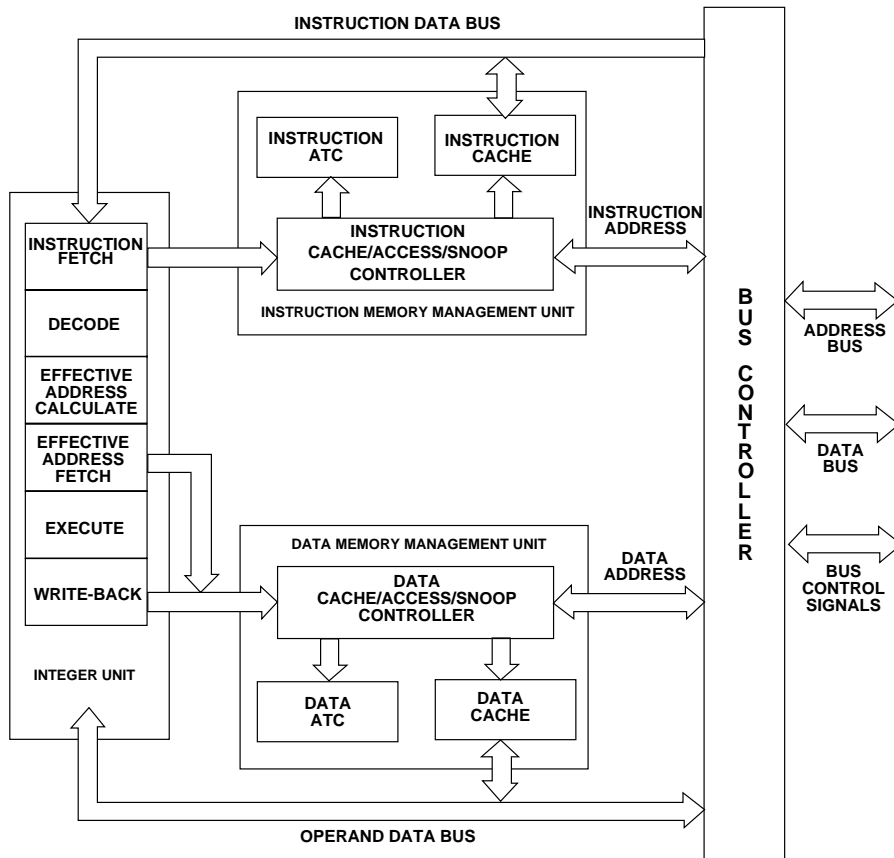 INSTRUCTION DATA BUS
INSTRUCTION
ATC
INSTRUCTION
CACHE
INSTRUCTION
FETCH
INSTRUCTION
CACHE/ACCESS/SNOOP
CONTROLLER
INSTRUCTION
ADDRESS
INSTRUCTION MEMORY MANAGEMENT UNIT
DECODE
EFFECTIVE
ADDRESS
CALCULATE
EFFECTIVE
ADDRESS
FETCH
EXECUTE
WRITE-BACK
INTEGER UNIT
DATA MEMORY MANAGEMENT UNIT
DATA
CACHE/ACCESS/SNOOP
CONTROLLER
DATA
ADDRESS
DATA
ATC
DATA
CACHE
OPERAND DATA BUS
BUS CONTROLLER
ADDRESS
BUS
DATA
BUS
BUS
CONTROL
SIGNALS